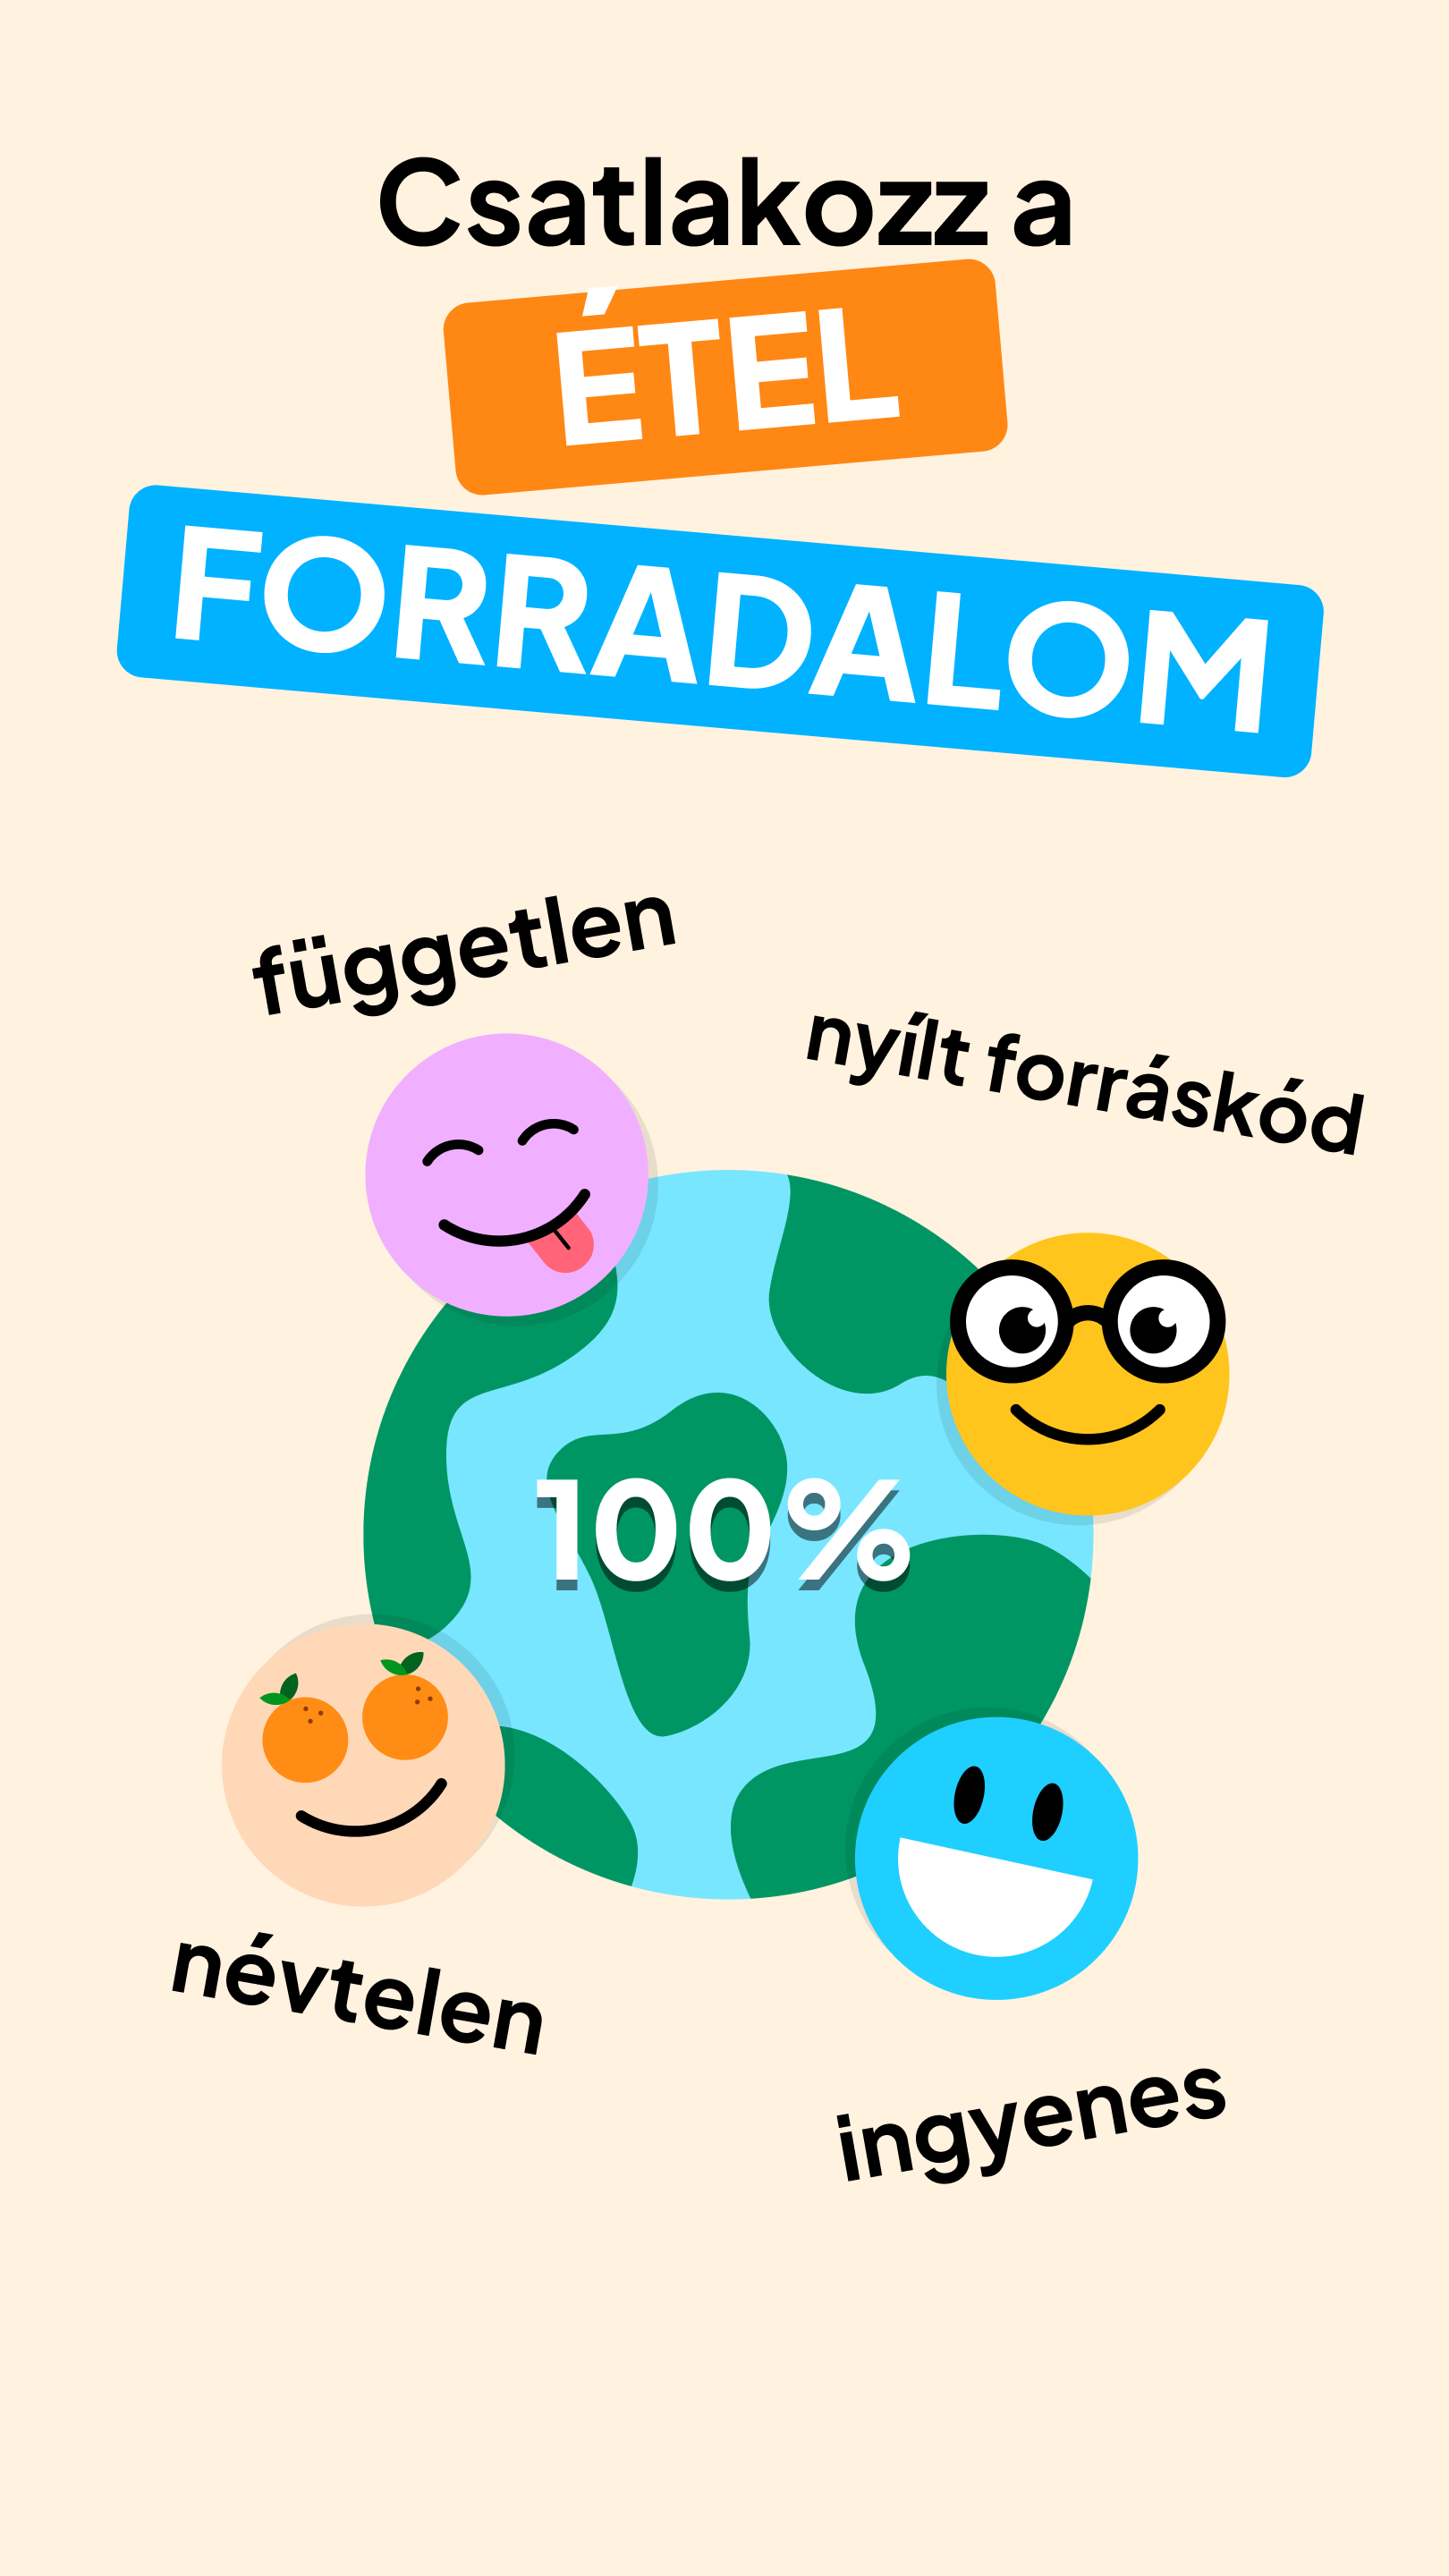 Csatlakozz a
ÉTEL
FORRADALOM
független
nyílt forráskód
100%
névtelen
ingyenes